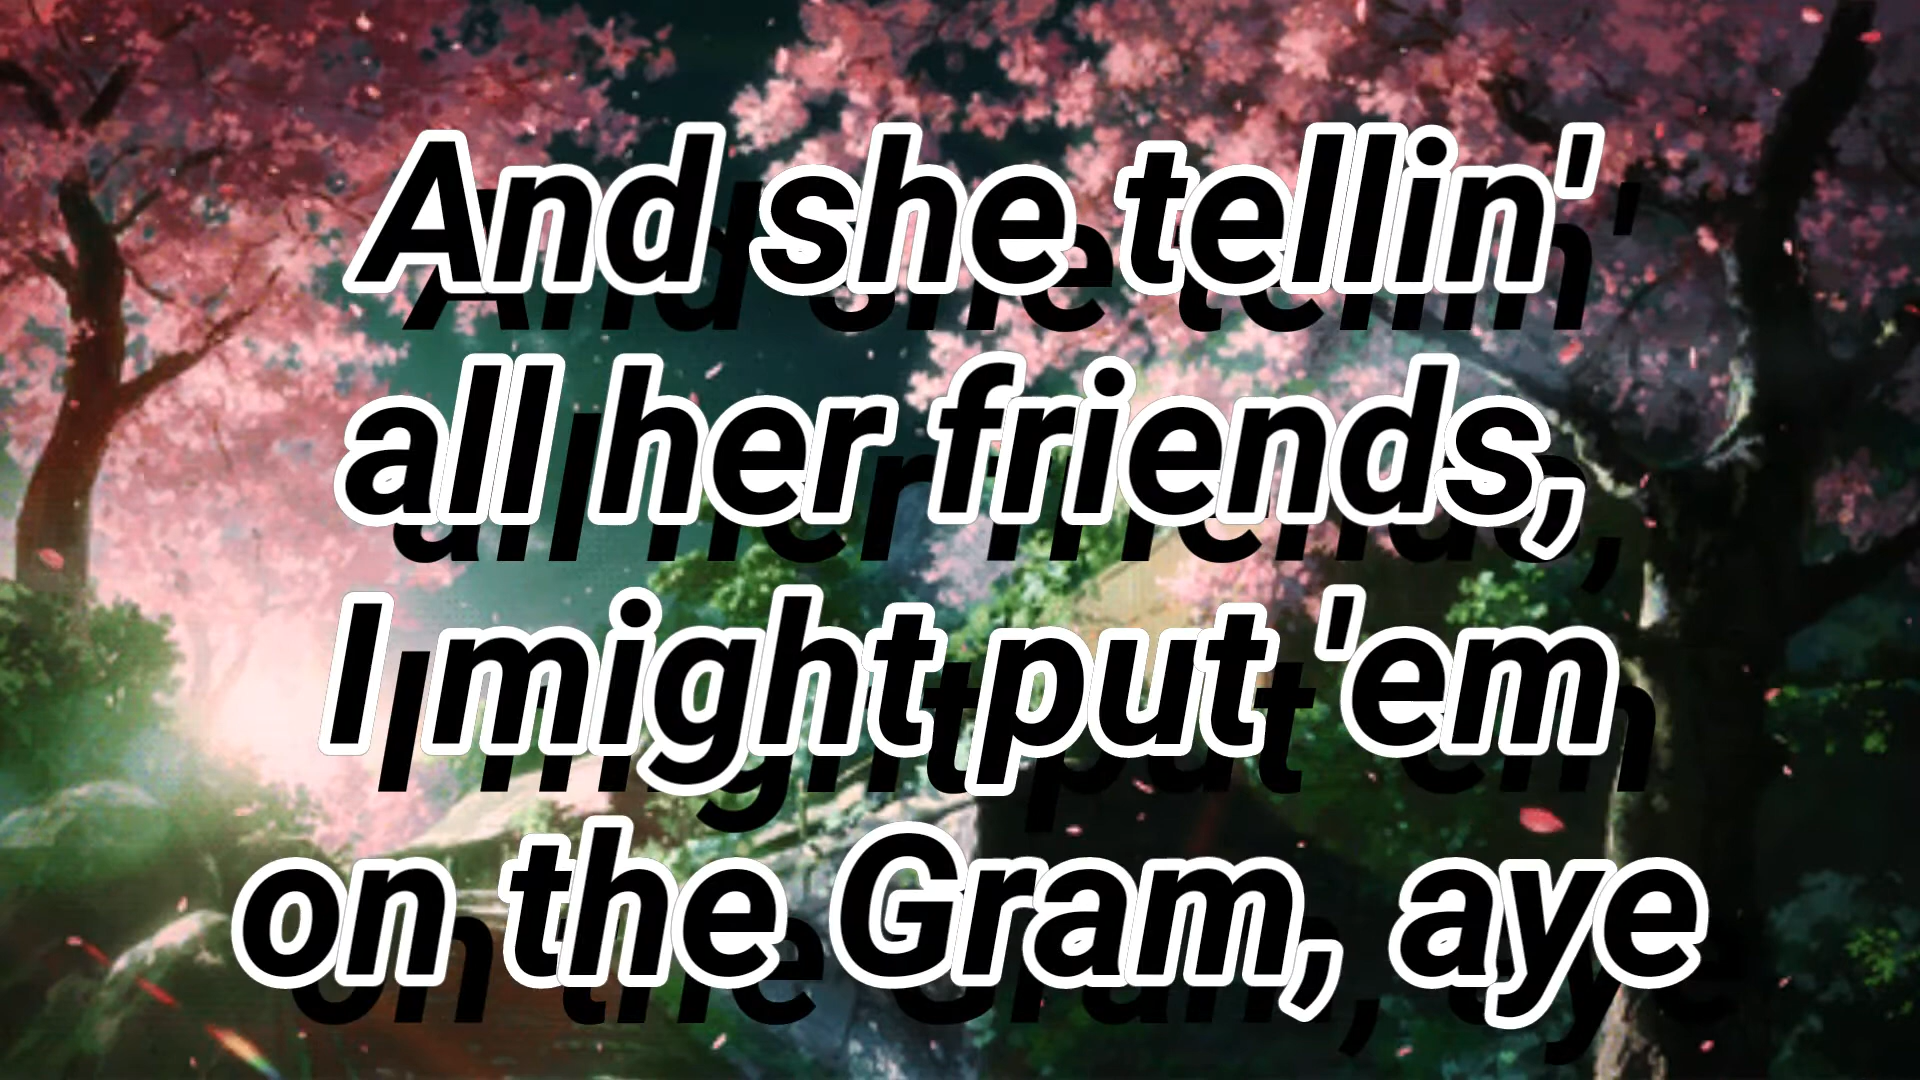 And she tellin'
all her friends,
I might put 'em
on the Gram, aye